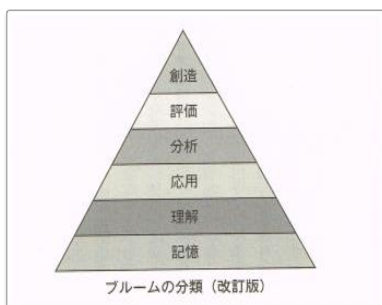 創造
評価
分析
応用
理解
記憶
ブルームの分類（改訂版）